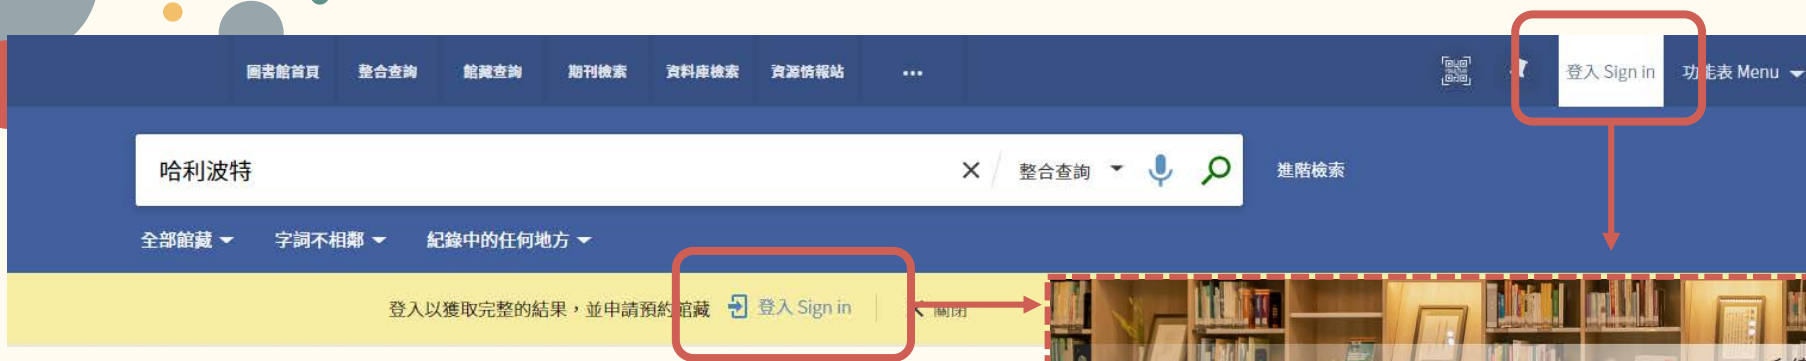 圖書館首頁 整合查詢 館藏查詢 期刊檢索 資料庫檢索 資源情報站 ••• 登入 Sign in 功能表 Menu
哈利波特 整合查詢 進階檢索
全部館藏 字詞不相鄰 紀錄中的任何地方
登入以獲取完整的結果，並申請預約館藏 登入 Sign in 關閉